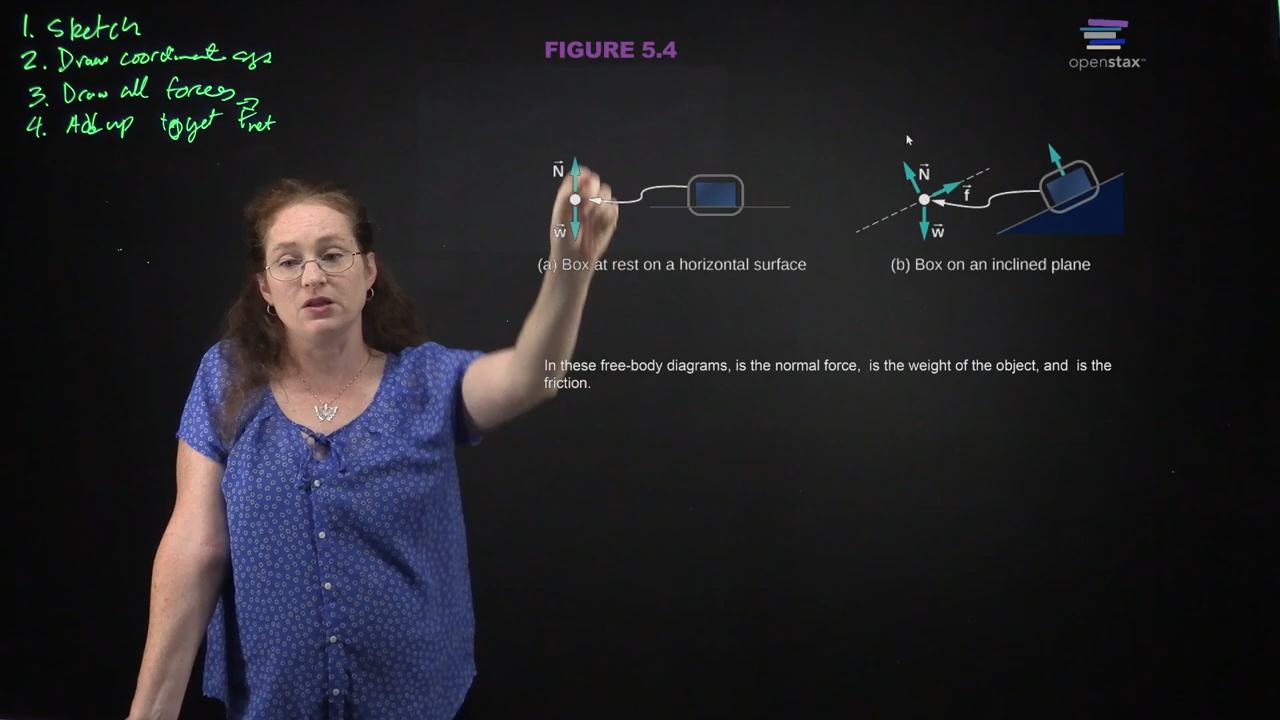 1. Sketch
2. Draw coordinate sys
3. Draw all forces
4. Add up to get F⃗net
FIGURE 5.4
openstax™
N⃗
w⃗
(a) Box at rest on a horizontal surface
N⃗
f⃗
w⃗
(b) Box on an inclined plane
In these free-body diagrams, is the normal force, is the weight of the object, and is the
friction.